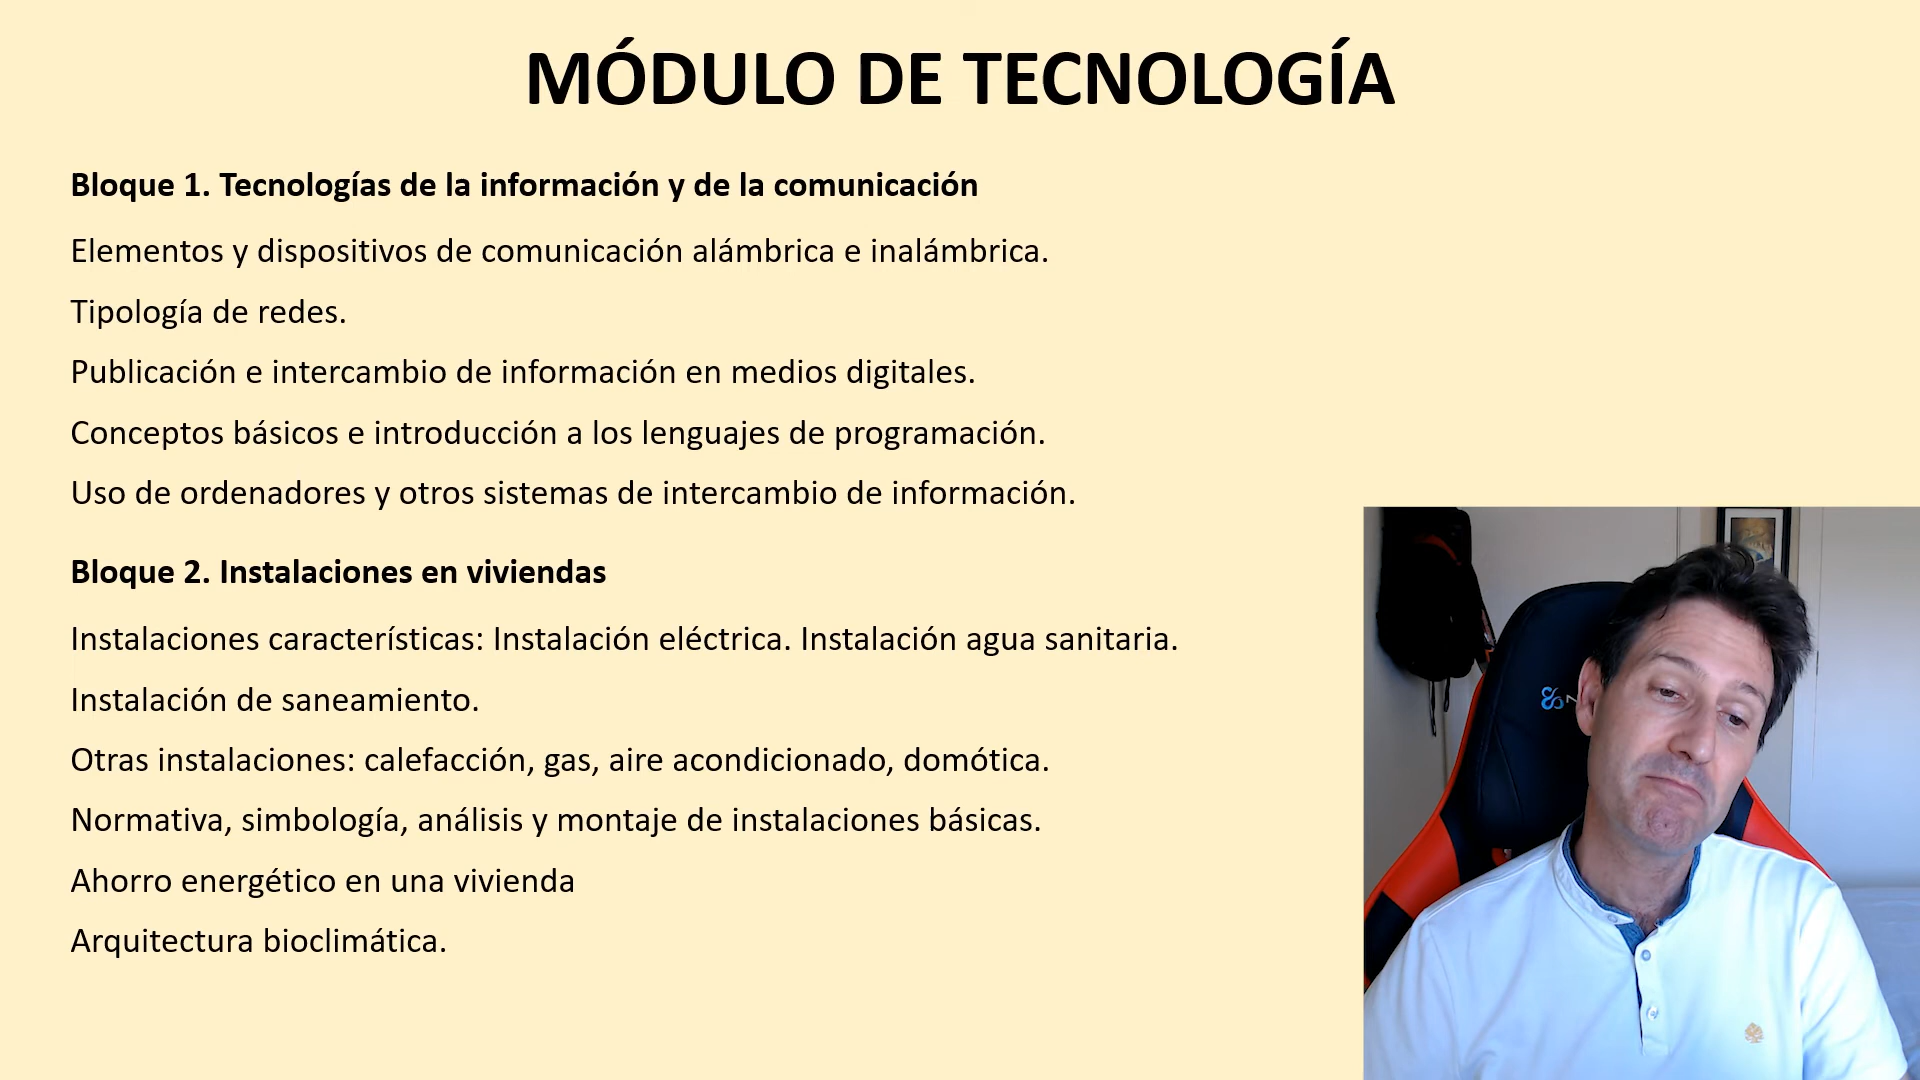 MÓDULO DE TECNOLOGÍA
Bloque 1. Tecnologías de la información y de la comunicación
Elementos y dispositivos de comunicación alámbrica e inalámbrica.
Tipología de redes.
Publicación e intercambio de información en medios digitales.
Conceptos básicos e introducción a los lenguajes de programación.
Uso de ordenadores y otros sistemas de intercambio de información.
Bloque 2. Instalaciones en viviendas
Instalaciones características: Instalación eléctrica. Instalación agua sanitaria.
Instalación de saneamiento.
Otras instalaciones: calefacción, gas, aire acondicionado, domótica.
Normativa, simbología, análisis y montaje de instalaciones básicas.
Ahorro energético en una vivienda
Arquitectura bioclimática.